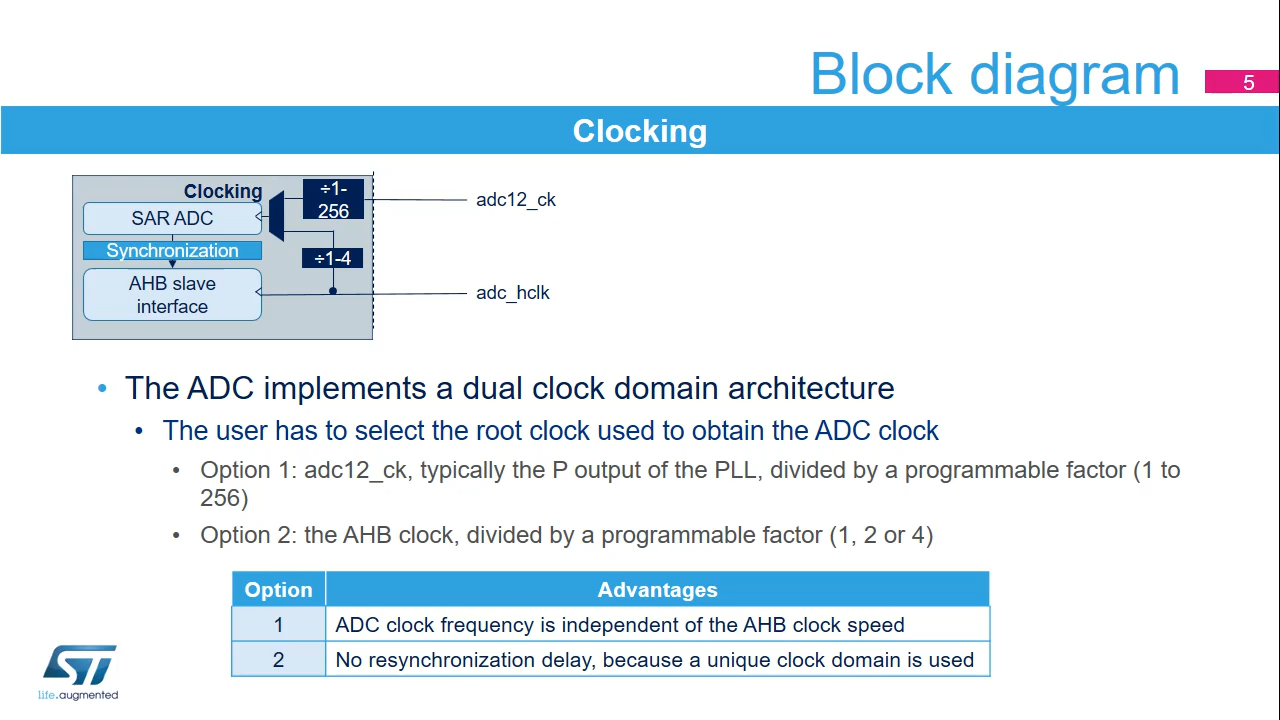 Block diagram
5
Clocking
Clocking
÷1-
256
adc12_ck
SAR ADC
Synchronization
÷1-4
AHB slave
interface
adc_hclk
• The ADC implements a dual clock domain architecture
• The user has to select the root clock used to obtain the ADC clock
• Option 1: adc12_ck, typically the P output of the PLL, divided by a programmable factor (1 to
256)
• Option 2: the AHB clock, divided by a programmable factor (1, 2 or 4)
Option Advantages
1 ADC clock frequency is independent of the AHB clock speed
2 No resynchronization delay, because a unique clock domain is used
ST
life.augmented